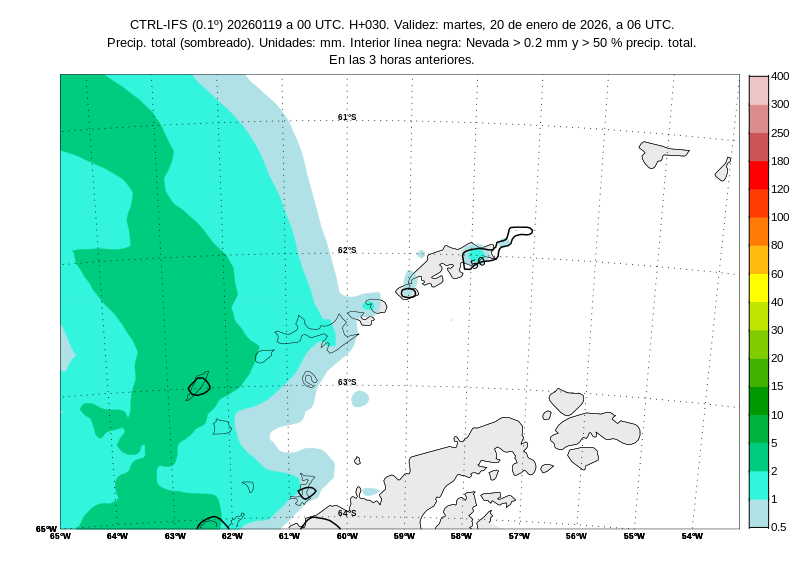 CTRL-IFS (0.1º) 20260119 a 00 UTC. H+030. Validez: martes, 20 de enero de 2026, a 06 UTC.
Precip. total (sombreado). Unidades: mm. Interior línea negra: Nevada > 0.2 mm y > 50 % precip. total.
En las 3 horas anteriores.
400
300
250
180
120
100
80
60
40
30
20
15
10
5
2
1
0.5
61°S
62°S
63°S
64°S
65°W
65°W
64°W
63°W
62°W
61°W
60°W
59°W
58°W
57°W
56°W
55°W
54°W